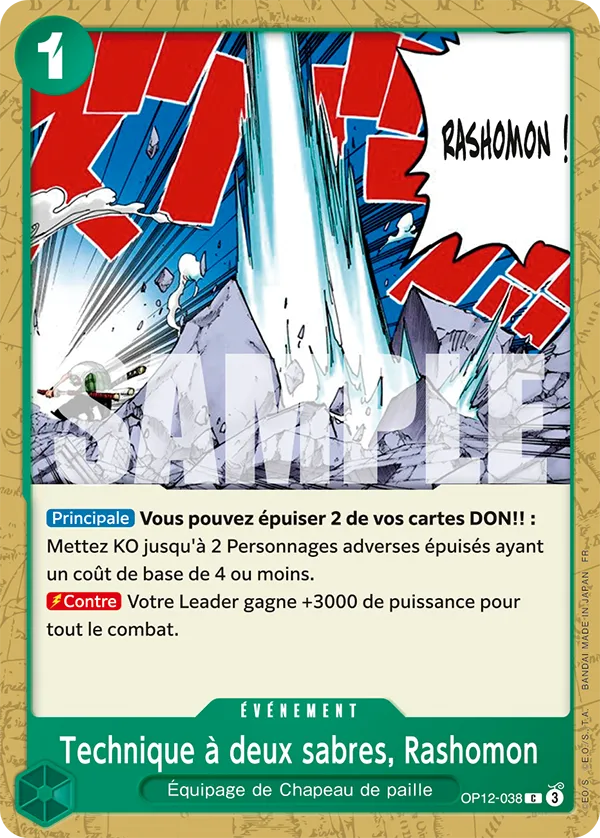 1
RASHOMON !
SAMPLE
Principale Vous pouvez épuiser 2 de vos cartes DON!! :
Mettez KO jusqu'à 2 Personnages adverses épuisés ayant
un coût de base de 4 ou moins.
Contre Votre Leader gagne +3000 de puissance pour
tout le combat.
ÉVÉNEMENT
Technique à deux sabres, Rashomon
Équipage de Chapeau de paille
OP12-038 C 3
©E.O./S. ©E.O./S.,T.A. BANDAI MADE IN JAPAN FR